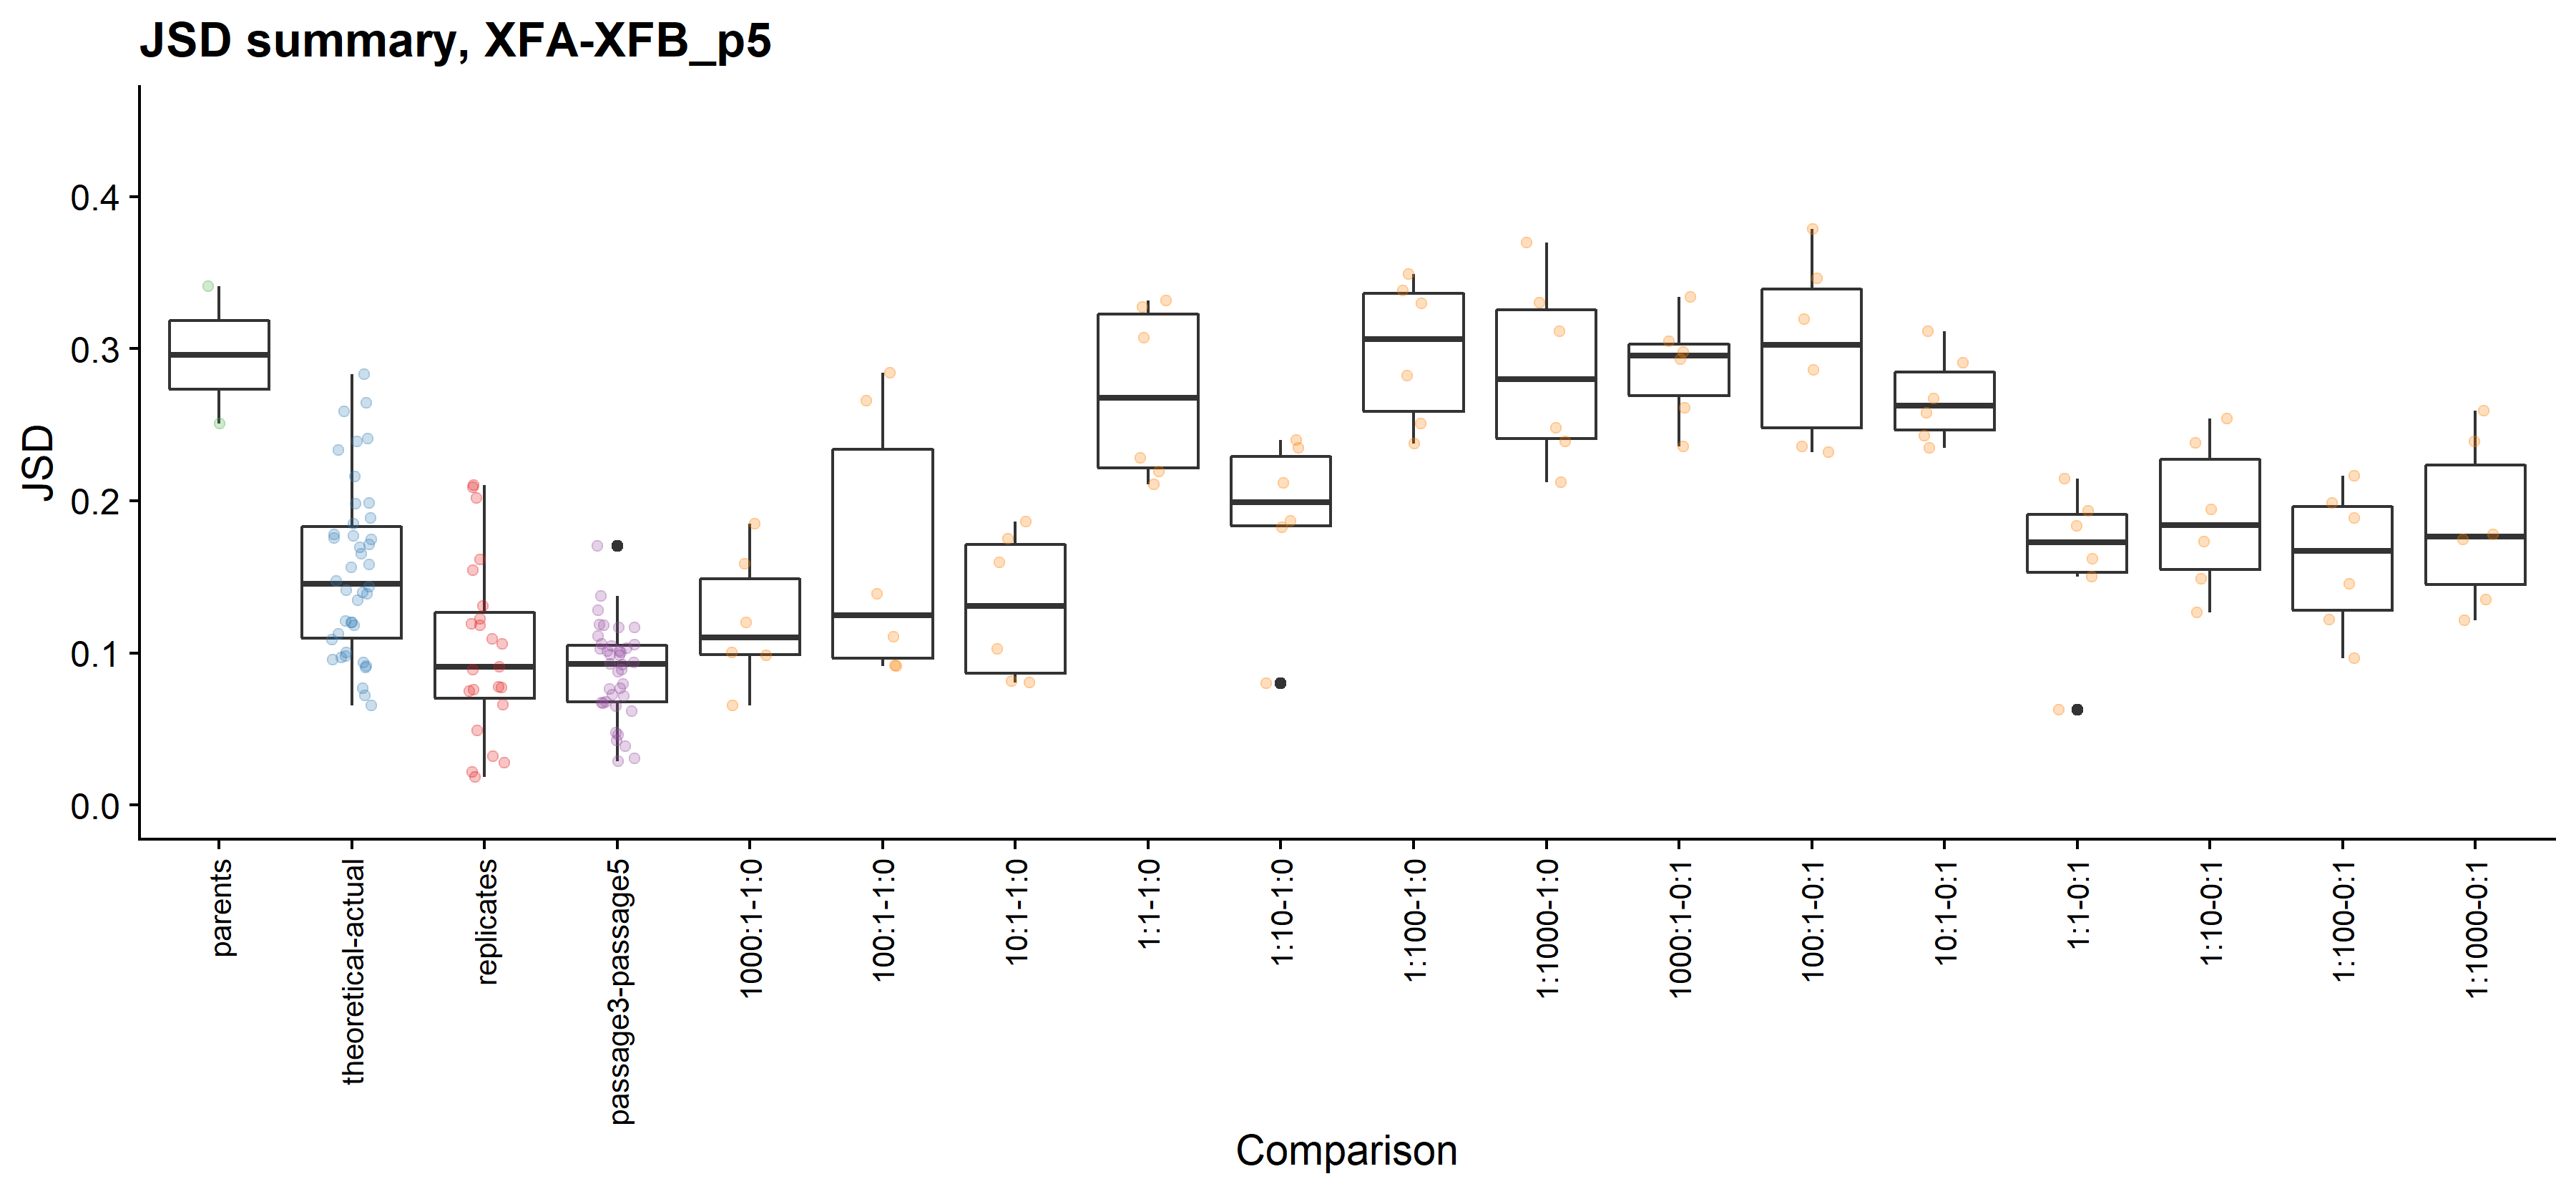 JSD summary, XFA-XFB_p5
JSD
0.4
0.3
0.2
0.1
0.0
parents
theoretical-actual
replicates
passage3-passage5
1000:1-1:0
100:1-1:0
10:1-1:0
1:1-1:0
1:10-1:0
1:100-1:0
1:1000-1:0
1000:1-0:1
100:1-0:1
10:1-0:1
1:1-0:1
1:10-0:1
1:100-0:1
1:1000-0:1
Comparison